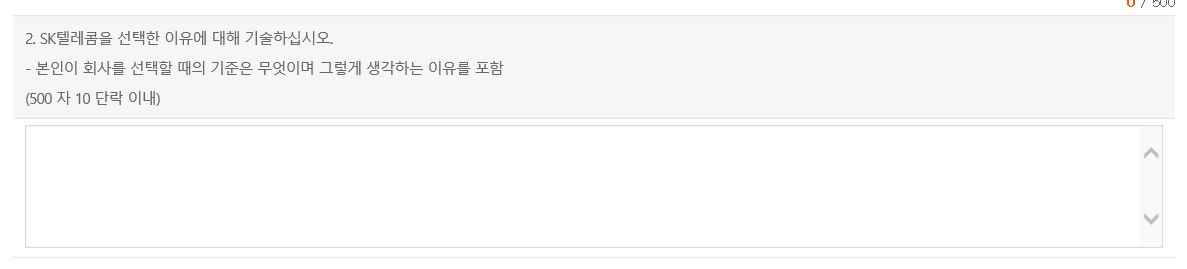 0 / 500
2. SK텔레콤을 선택한 이유에 대해 기술하십시오.
- 본인이 회사를 선택할 때의 기준은 무엇이며 그렇게 생각하는 이유를 포함
(500 자 10 단락 이내)